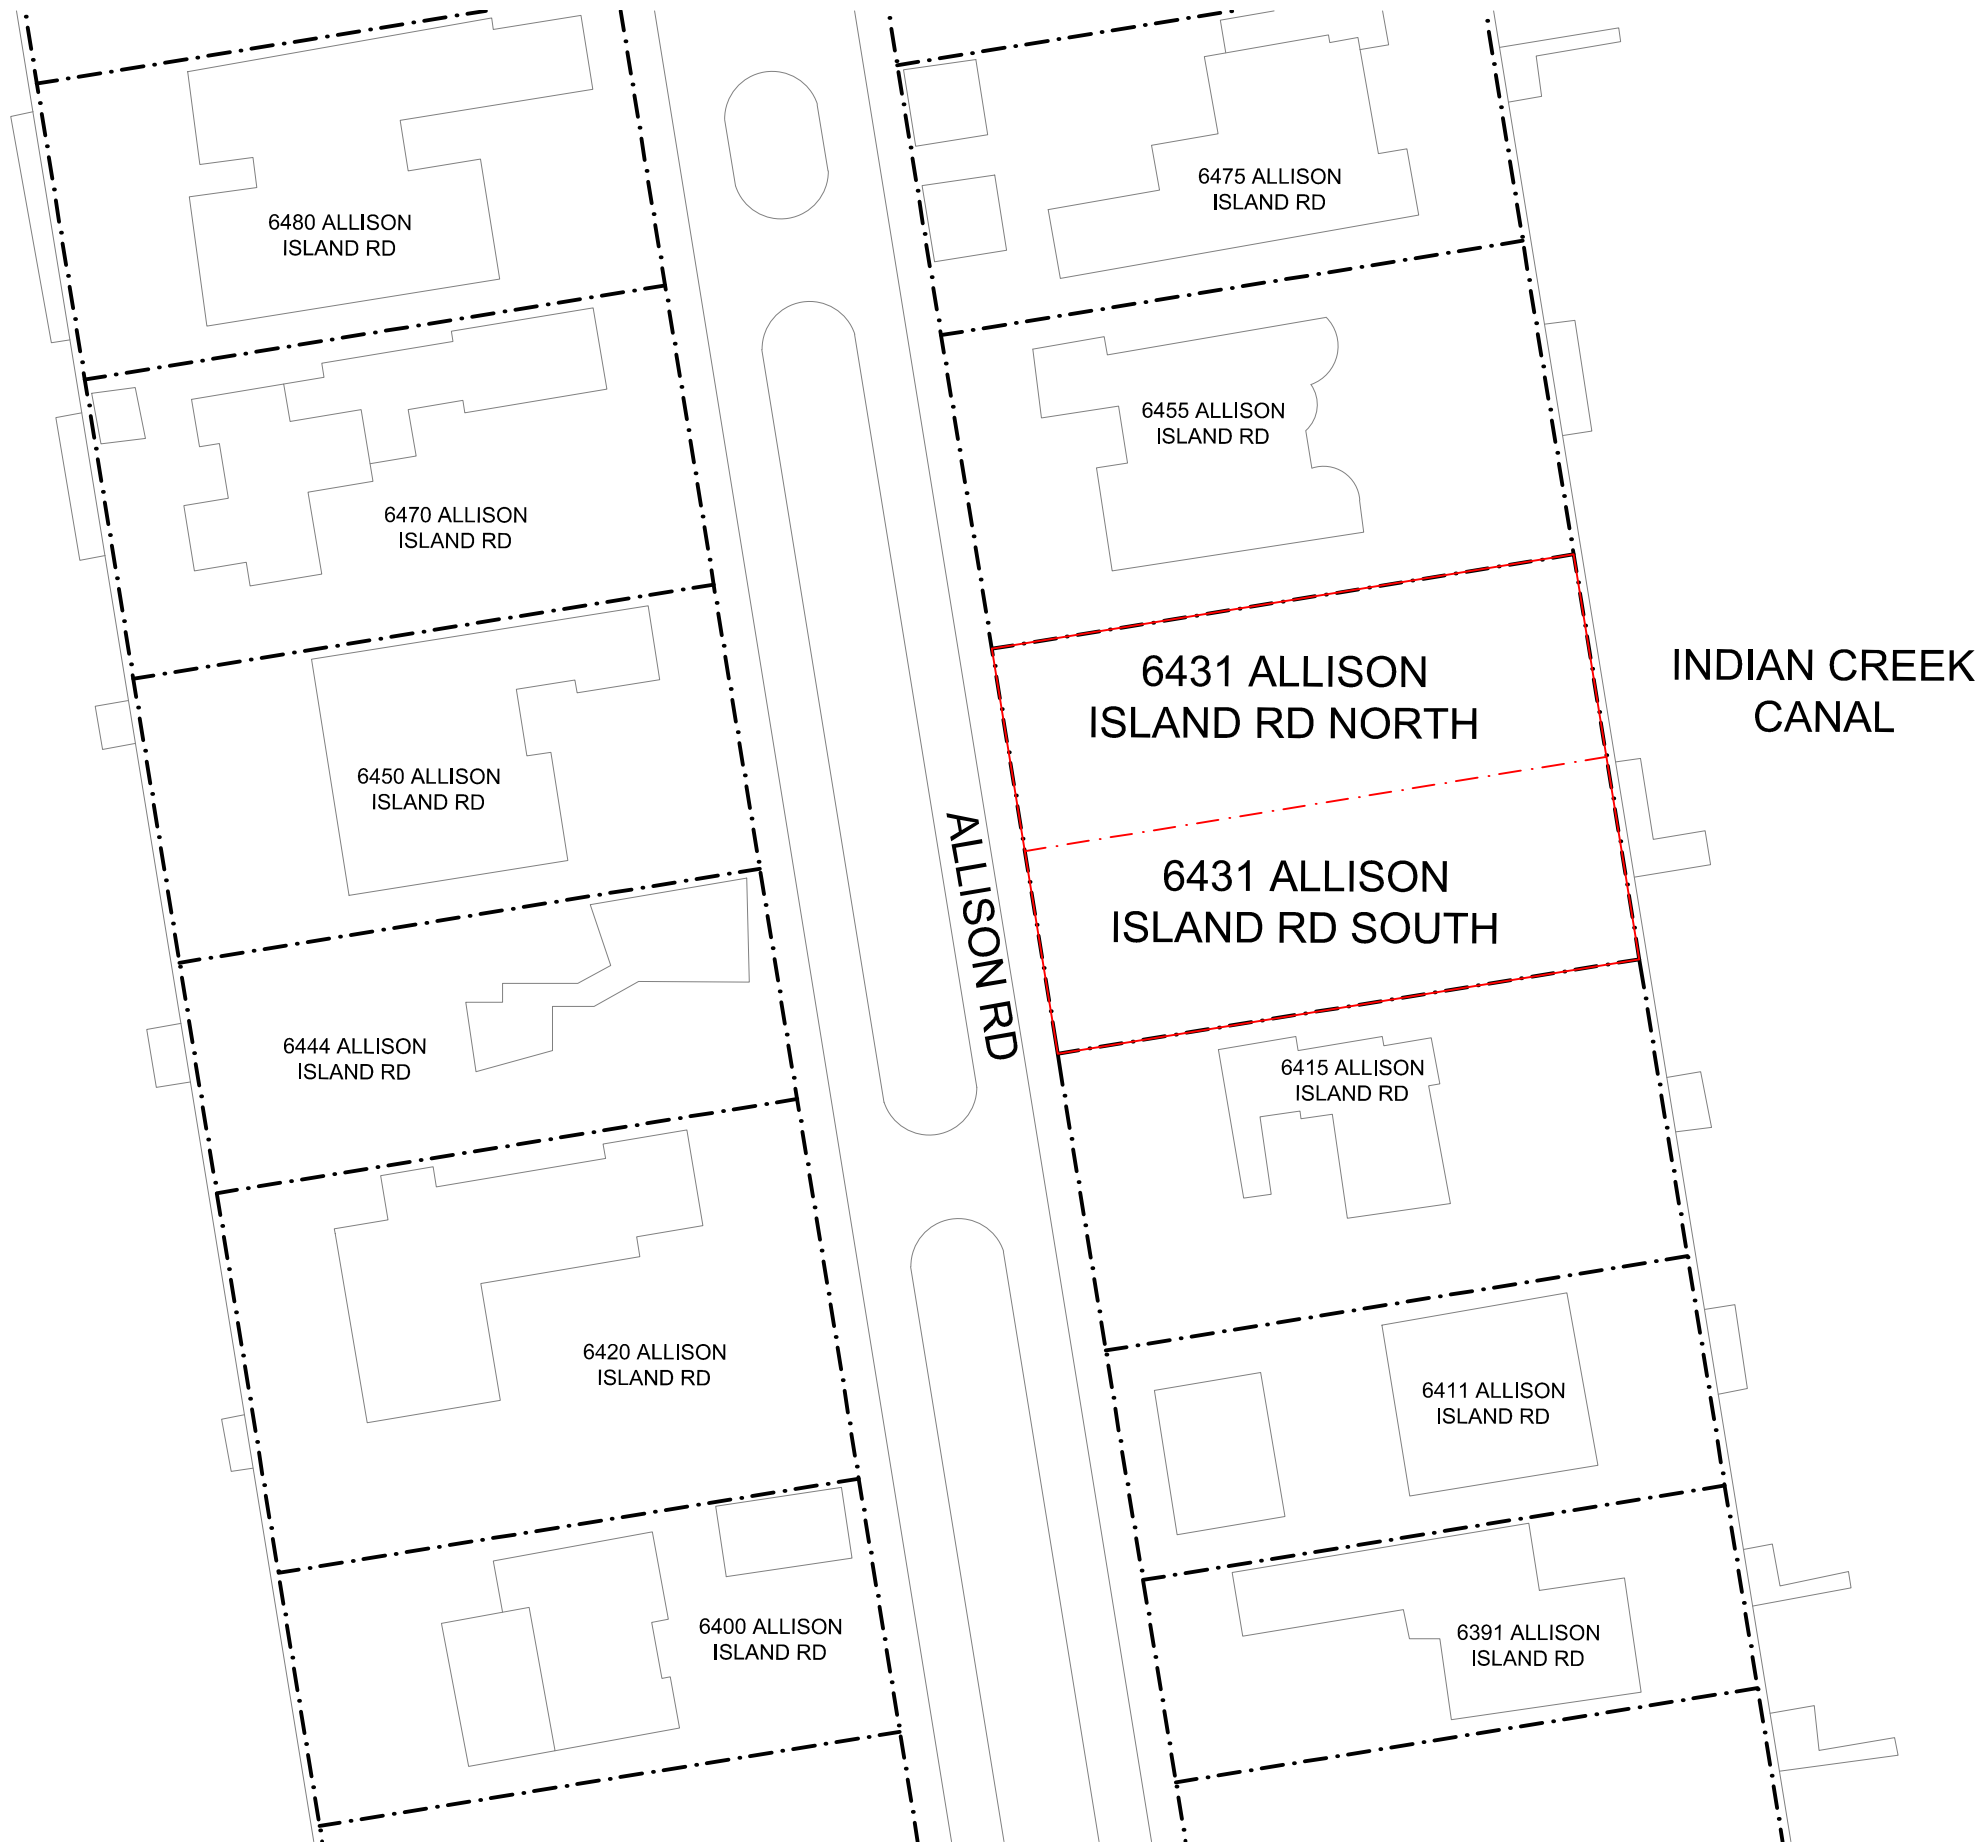 6480 ALLISON
ISLAND RD
6475 ALLISON
ISLAND RD
6455 ALLISON
ISLAND RD
6470 ALLISON
ISLAND RD
6431 ALLISON
ISLAND RD NORTH
INDIAN CREEK
CANAL
6450 ALLISON
ISLAND RD
ALLISON RD
6431 ALLISON
ISLAND RD SOUTH
6444 ALLISON
ISLAND RD
6415 ALLISON
ISLAND RD
6420 ALLISON
ISLAND RD
6411 ALLISON
ISLAND RD
6400 ALLISON
ISLAND RD
6391 ALLISON
ISLAND RD